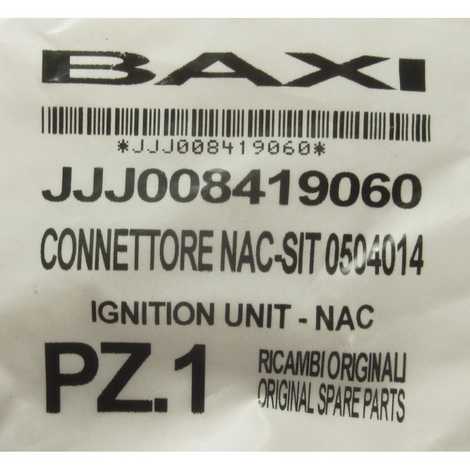 BAXI
*JJJ008419060*
JJJ008419060
CONNETTORE NAC-SIT 0504014
IGNITION UNIT - NAC
PZ.1
RICAMBI ORIGINALI
ORIGINAL SPARE PARTS